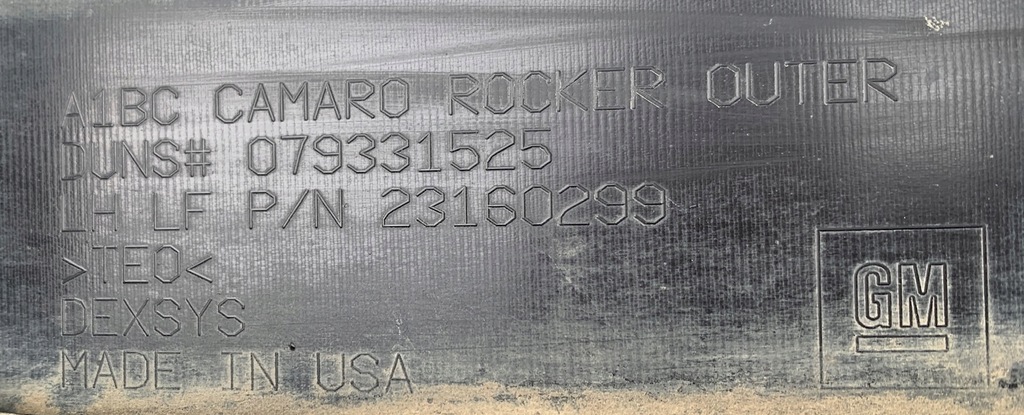 A1BC CAMARO ROCKER OUTER
DUNS# 079331525
LH LF P/N 23160299
>TEO<
DEXSYS
MADE IN USA
GM